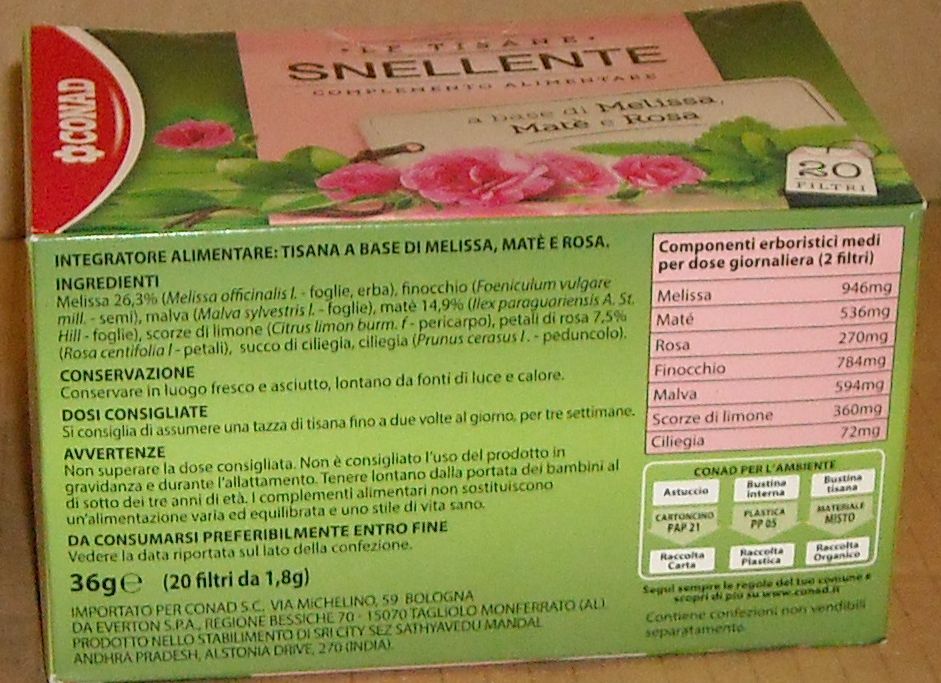 CONAD
• LE TISANE •
SNELLENTE
COMPLEMENTO ALIMENTARE
a base di Melissa,
Matè e Rosa
20
FILTRI
INTEGRATORE ALIMENTARE: TISANA A BASE DI MELISSA, MATÈ E ROSA.
INGREDIENTI
Melissa 26,3% (Melissa officinalis l. - foglie, erba), finocchio (Foeniculum vulgare
mill. - semi), malva (Malva sylvestris l. - foglie), matè 14,9% (Ilex paraguariensis A. St.
Hill - foglie), scorze di limone (Citrus limon burm. f - pericarpo), petali di rosa 7,5%
(Rosa centifolia l - petali), succo di ciliegia, ciliegia (Prunus cerasus l. - peduncolo).
CONSERVAZIONE
Conservare in luogo fresco e asciutto, lontano da fonti di luce e calore.
DOSI CONSIGLIATE
Si consiglia di assumere una tazza di tisana fino a due volte al giorno, per tre settimane.
AVVERTENZE
Non superare la dose consigliata. Non è consigliato l'uso del prodotto in
gravidanza e durante l'allattamento. Tenere lontano dalla portata dei bambini al
di sotto dei tre anni di età. I complementi alimentari non sostituiscono
un'alimentazione varia ed equilibrata e uno stile di vita sano.
DA CONSUMARSI PREFERIBILMENTE ENTRO FINE
Vedere la data riportata sul lato della confezione.
36g e (20 filtri da 1,8g)
IMPORTATO PER CONAD S.C. VIA MICHELINO, 59 BOLOGNA
DA EVERTON S.P.A., REGIONE BESSICHE 70 - 15070 TAGLIOLO MONFERRATO (AL).
PRODOTTO NELLO STABILIMENTO DI SRI CITY SEZ SATHYAVEDU MANDAL
ANDHRA PRADESH, ALSTONIA DRIVE, 270 (INDIA).
Componenti erboristici medi
per dose giornaliera (2 filtri)
Melissa 946mg
Maté 536mg
Rosa 270mg
Finocchio 784mg
Malva 594mg
Scorze di limone 360mg
Ciliegia 72mg
CONAD PER L'AMBIENTE
Astuccio
CARTONCINO
PAP 21
Raccolta
Carta
Bustina
interna
PLASTICA
PP 05
Raccolta
Plastica
Bustina
tisana
MATERIALE
MISTO
Raccolta
Organico
Segui sempre le regole del tuo comune e
scopri di più su www.conad.it
Contiene confezioni non vendibili
separatamente.